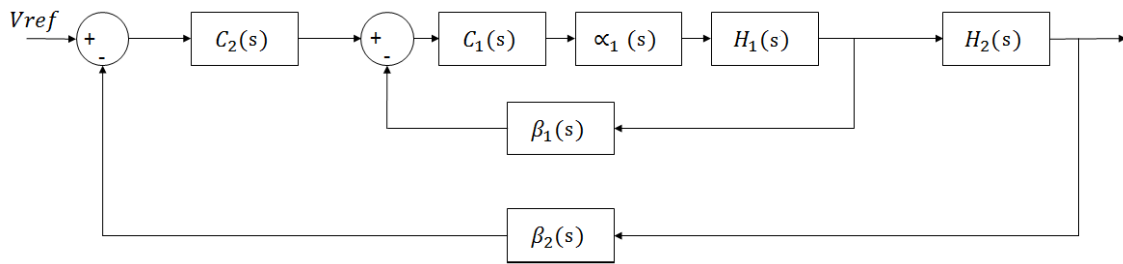 Vref
+
-
C₂(s)
+
-
C₁(s)
∝₁ (s)
H₁(s)
H₂(s)
β₁(s)
β₂(s)